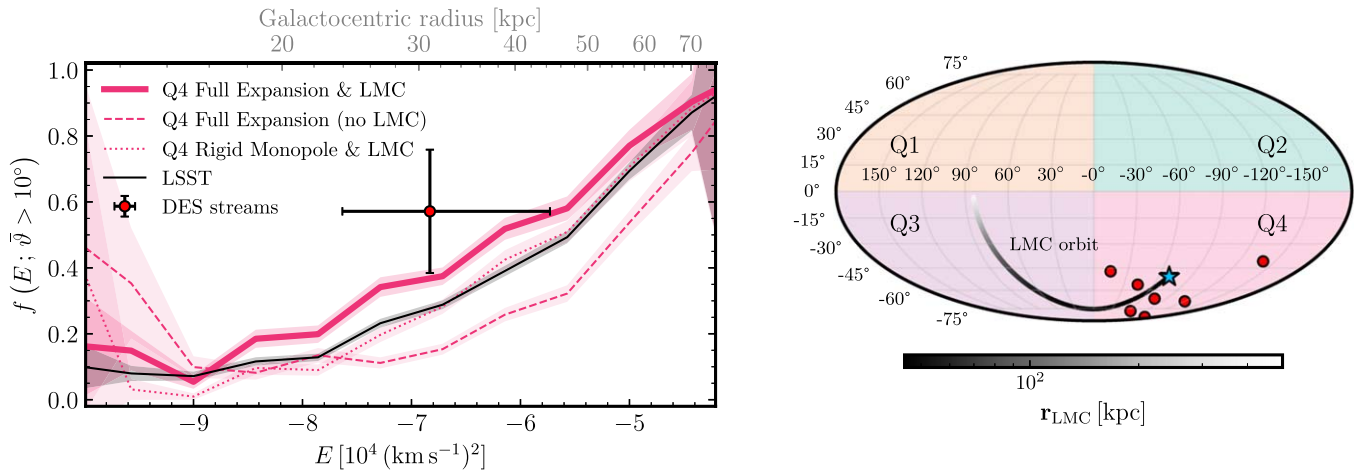 Galactocentric radius [kpc]
20 30 40 50 60 70
1.0
0.8
0.6
0.4
0.2
0.0
f (E ; ϑ̄ > 10°)
Q4 Full Expansion & LMC
Q4 Full Expansion (no LMC)
Q4 Rigid Monopole & LMC
LSST
DES streams
−9 −8 −7 −6 −5
E [10⁴ (km s⁻¹)²]
75°
60°
45°
30°
15°
0°
-15°
-30°
-45°
-60°
-75°
Q1 Q2
150° 120° 90° 60° 30° -0° -30° -60° -90° -120° -150°
Q3 Q4
LMC orbit
10²
r_LMC [kpc]